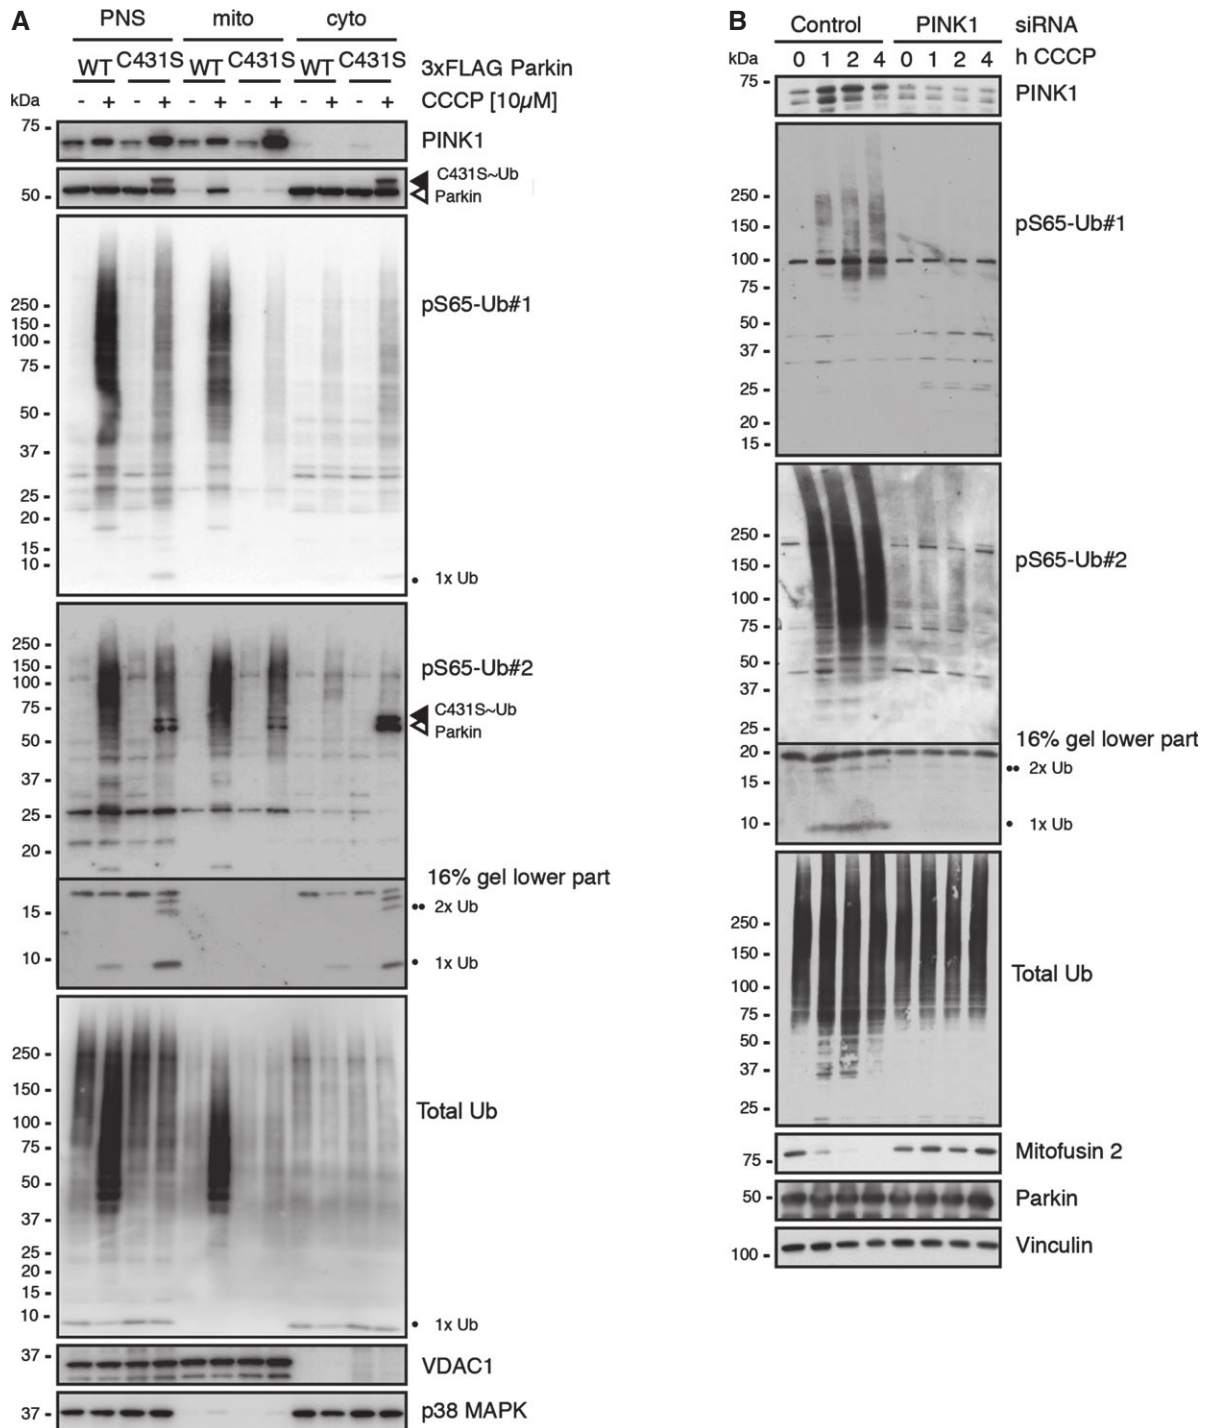 A
PNS mito cyto
WT C431S WT C431S WT C431S 3xFLAG Parkin
kDa - + - + - + - + - + - + CCCP [10µM]
75 - PINK1
C431S~Ub
50 - Parkin
pS65-Ub#1
250 -
150 -
100 -
75 -
50 -
37 -
25 -
20 -
15 -
10 -
• 1x Ub
pS65-Ub#2
250 -
150 -
100 -
75 -
C431S~Ub
Parkin
50 -
37 -
25 -
20 -
16% gel lower part
15 -
•• 2x Ub
10 -
• 1x Ub
250 -
150 -
Total Ub
100 -
75 -
50 -
37 -
25 -
20 -
15 -
10 -
• 1x Ub
37 -
VDAC1
37 - p38 MAPK
B
Control PINK1 siRNA
kDa 0 1 2 4 0 1 2 4 h CCCP
75 -
PINK1
250 -
150 - pS65-Ub#1
100 -
75 -
50 -
37 -
25 -
20 -
15 -
250 -
150 - pS65-Ub#2
100 -
75 -
50 -
37 -
25 -
16% gel lower part
20 -
•• 2x Ub
15 -
10 - • 1x Ub
250 -
150 -
Total Ub
100 -
75 -
50 -
37 -
25 -
Mitofusin 2
75 -
50 - Parkin
Vinculin
100 -